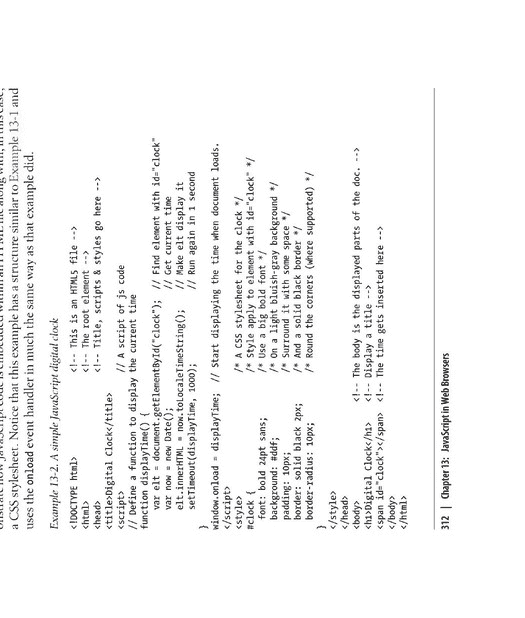 onstrate how JavaScript code is embedded within an HTML file along with, in this case,
a CSS stylesheet. Notice that this example has a structure similar to Example 13-1 and
uses the onload event handler in much the same way as that example did.
Example 13-2. A simple JavaScript digital clock
<!DOCTYPE html> <!-- This is an HTML5 file -->
<html> <!-- The root element -->
<head> <!-- Title, scripts & styles go here -->
<title>Digital Clock</title>
<script> // A script of js code
// Define a function to display the current time
function displayTime() {
var elt = document.getElementById("clock"); // Find element with id="clock"
var now = new Date(); // Get current time
elt.innerHTML = now.toLocaleTimeString(); // Make elt display it
setTimeout(displayTime, 1000); // Run again in 1 second
}
window.onload = displayTime; // Start displaying the time when document loads.
</script>
<style> /* A CSS stylesheet for the clock */
#clock { /* Style apply to element with id="clock" */
font: bold 24pt sans; /* Use a big bold font */
background: #ddf; /* On a light bluish-gray background */
padding: 10px; /* Surround it with some space */
border: solid black 2px; /* And a solid black border */
border-radius: 10px; /* Round the corners (where supported) */
}
</style>
</head>
<body> <!-- The body is the displayed parts of the doc. -->
<h1>Digital Clock</h1> <!-- Display a title -->
<span id="clock"></span> <!-- The time gets inserted here -->
</body>
</html>
312 | Chapter 13: JavaScript in Web Browsers